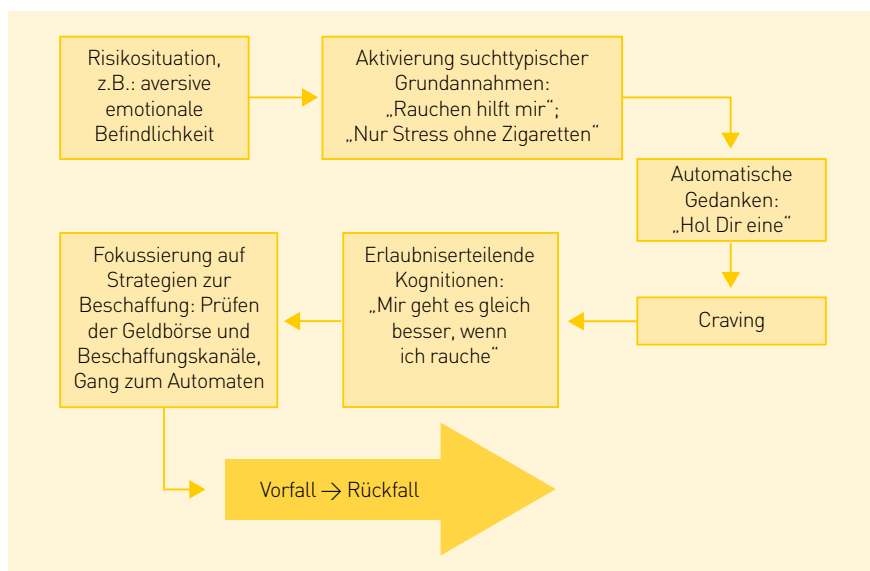 Risikosituation,
z.B.: aversive
emotionale
Befindlichkeit
Aktivierung suchttypischer
Grundannahmen:
„Rauchen hilft mir“;
„Nur Stress ohne Zigaretten“
Automatische
Gedanken:
„Hol Dir eine“
Craving
Erlaubniserteilende
Kognitionen:
„Mir geht es gleich
besser, wenn
ich rauche“
Fokussierung auf
Strategien zur
Beschaffung: Prüfen
der Geldbörse und
Beschaffungskanäle,
Gang zum Automaten
Vorfall → Rückfall